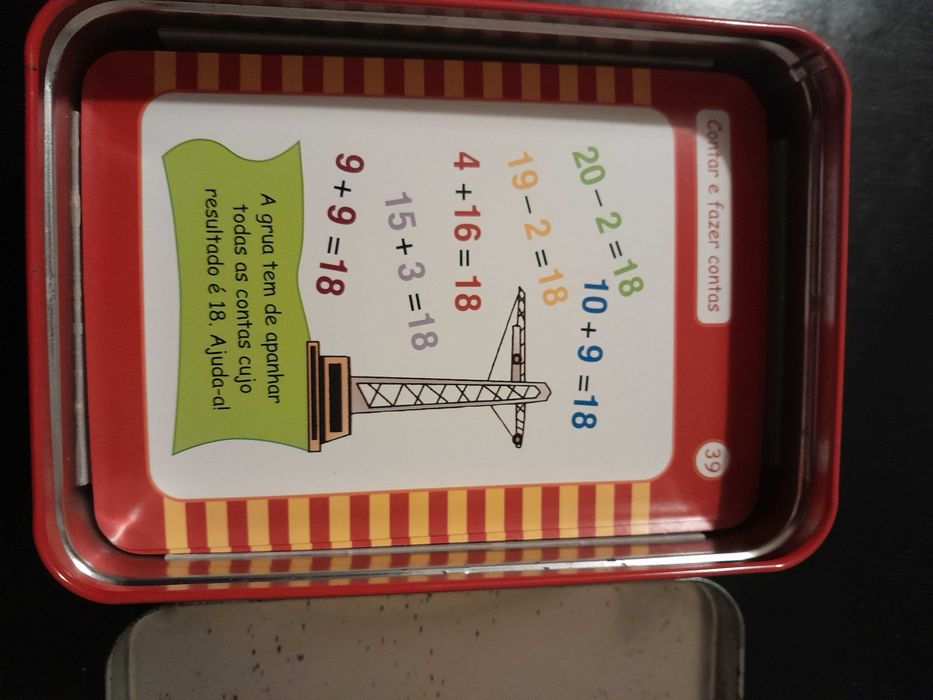 Contar e fazer contas
39
20 – 2 =18
10 + 9 =18
19 – 2 = 18
4 +16 = 18
15 + 3 =18
9 + 9 =18
A grua tem de apanhar
todas as contas cujo
resultado é 18. Ajuda-a!